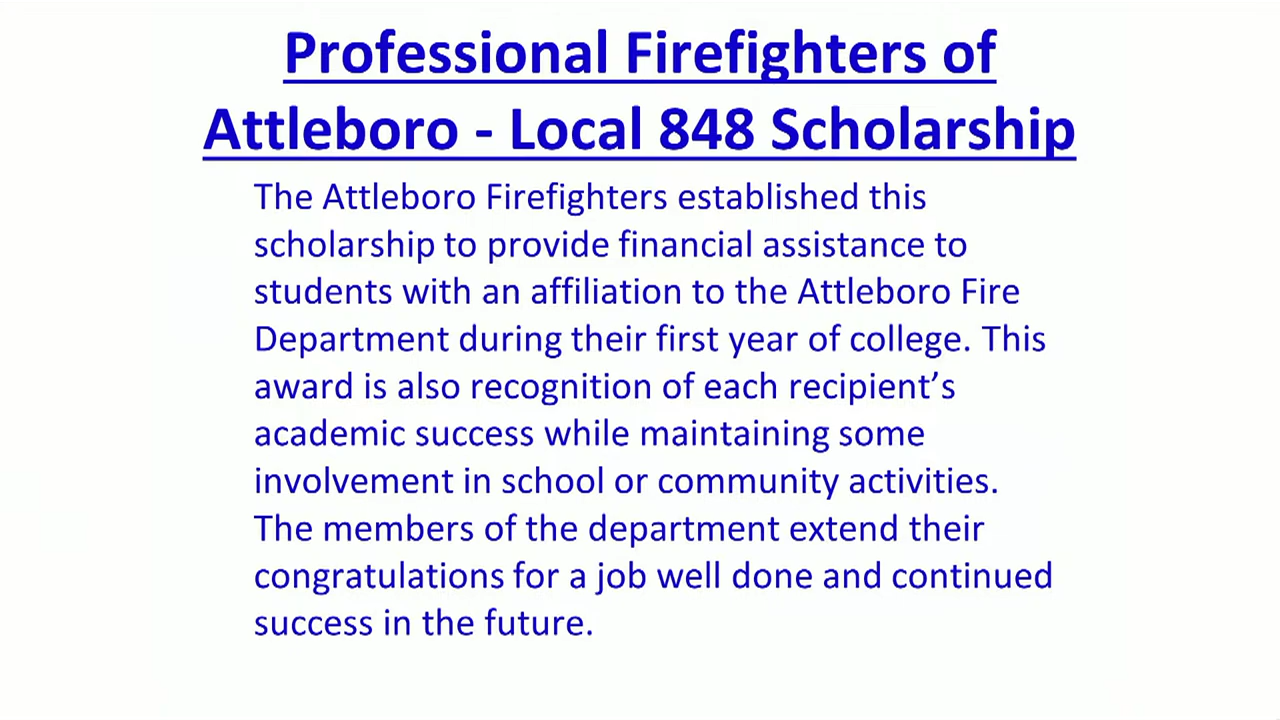 Professional Firefighters of
Attleboro - Local 848 Scholarship
The Attleboro Firefighters established this
scholarship to provide financial assistance to
students with an affiliation to the Attleboro Fire
Department during their first year of college. This
award is also recognition of each recipient’s
academic success while maintaining some
involvement in school or community activities.
The members of the department extend their
congratulations for a job well done and continued
success in the future.